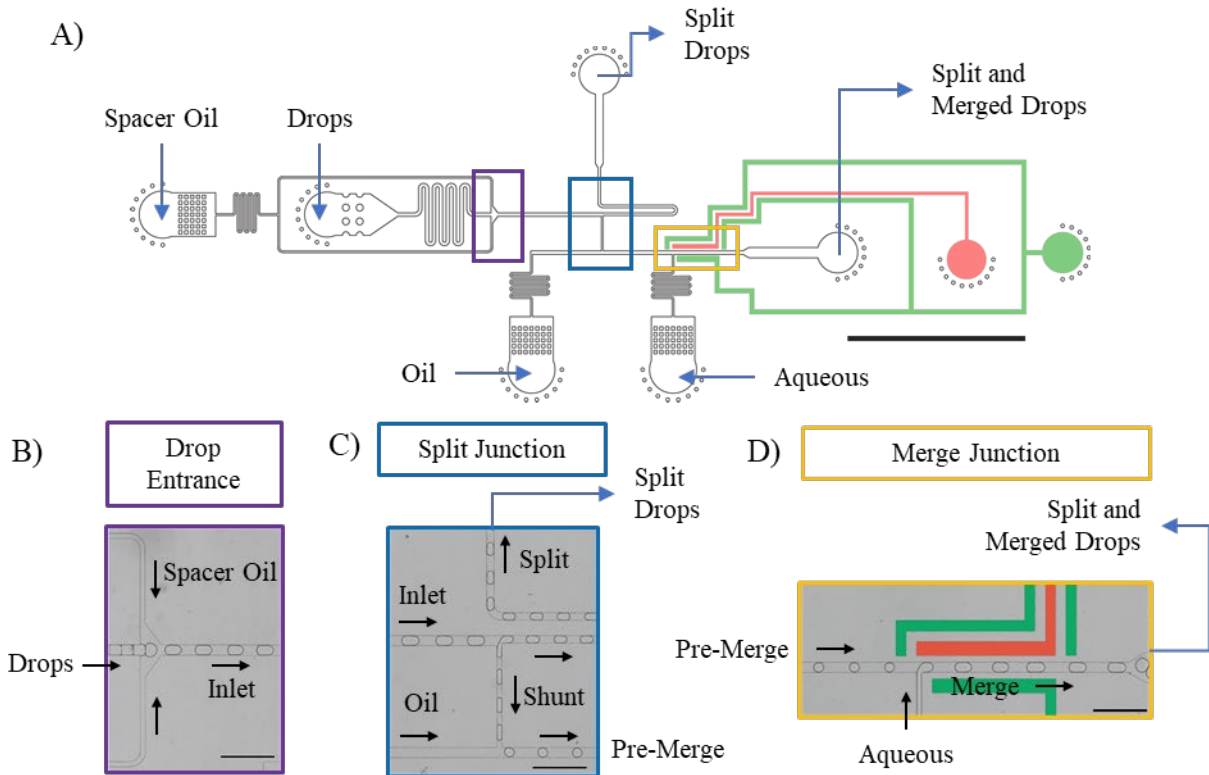 A)
Split
Drops
Split and
Merged Drops
Spacer Oil
Drops
Oil
Aqueous
B)
Drop
Entrance
Spacer Oil
Drops
Inlet
C)
Split Junction
Split
Drops
Split
Inlet
Oil
Shunt
Pre-Merge
D)
Merge Junction
Split and
Merged Drops
Pre-Merge
Merge
Aqueous